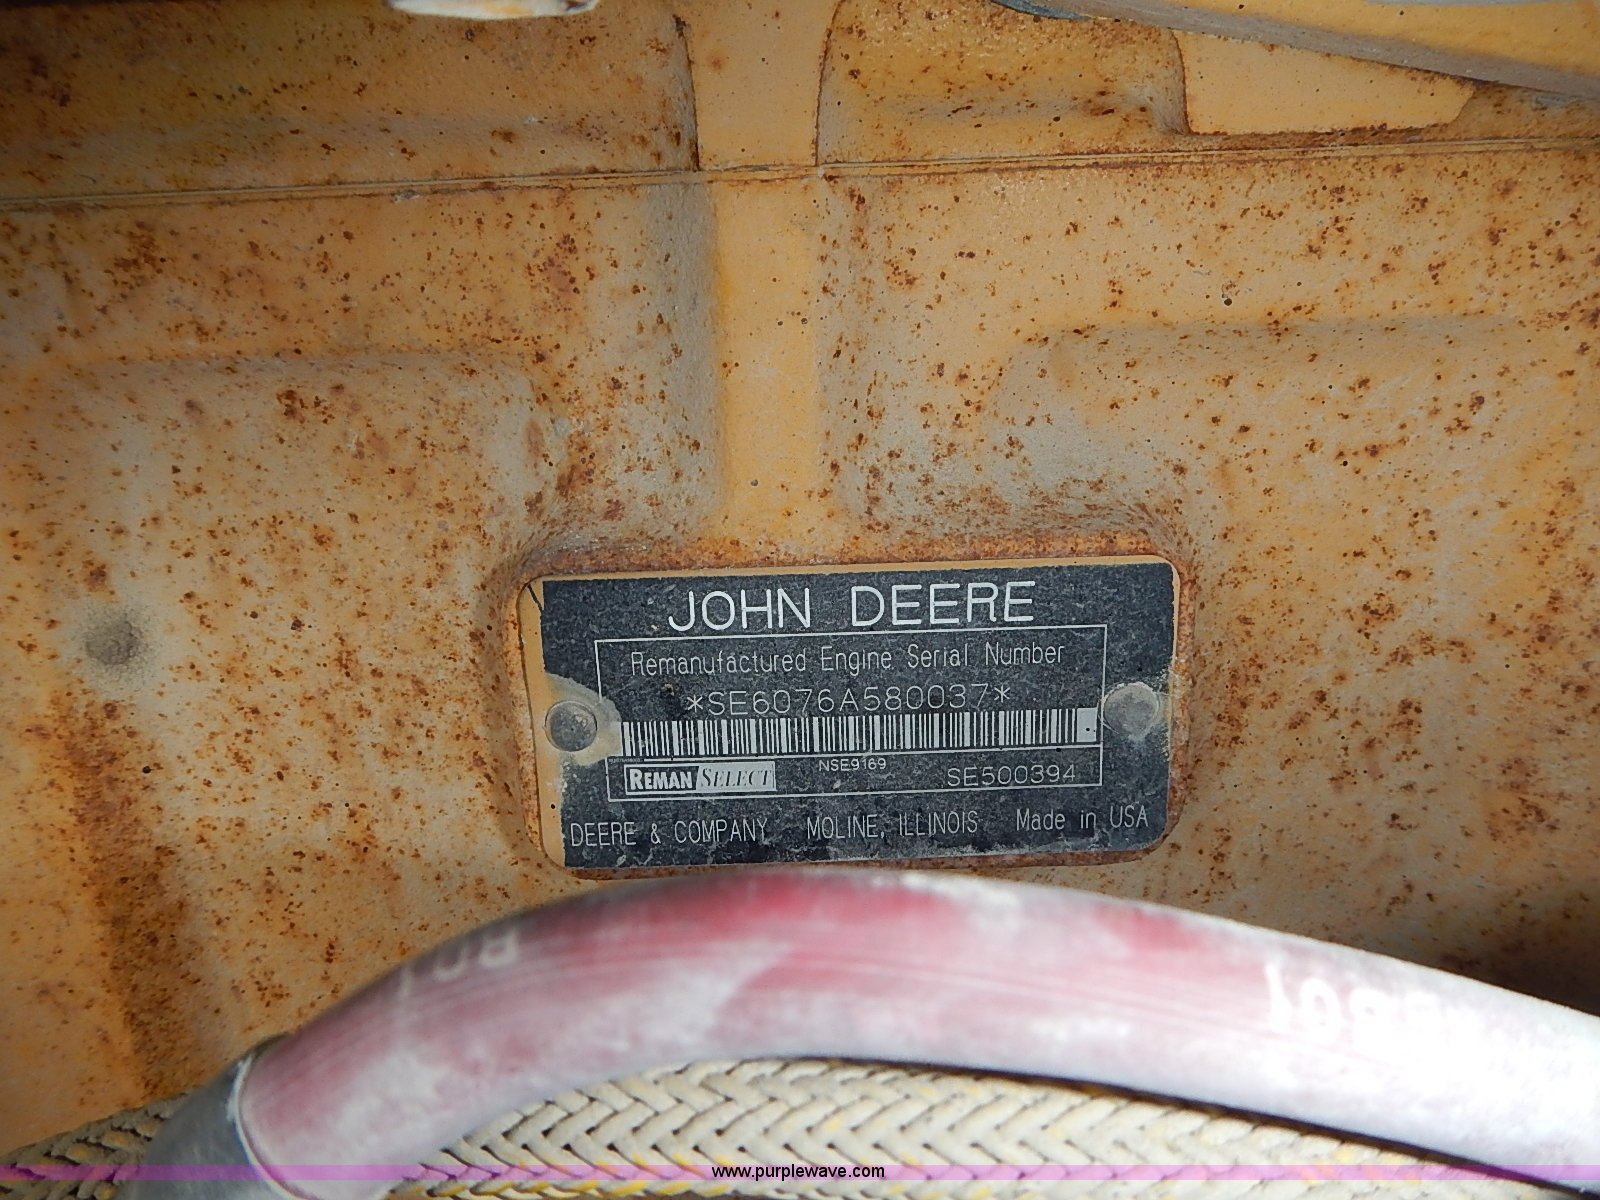 JOHN DEERE
Remanufactured Engine Serial Number
*SE6076A580037*
REMAN SELECT
NSE9169
SE500394
DEERE & COMPANY MOLINE, ILLINOIS Made in USA
www.purplewave.com